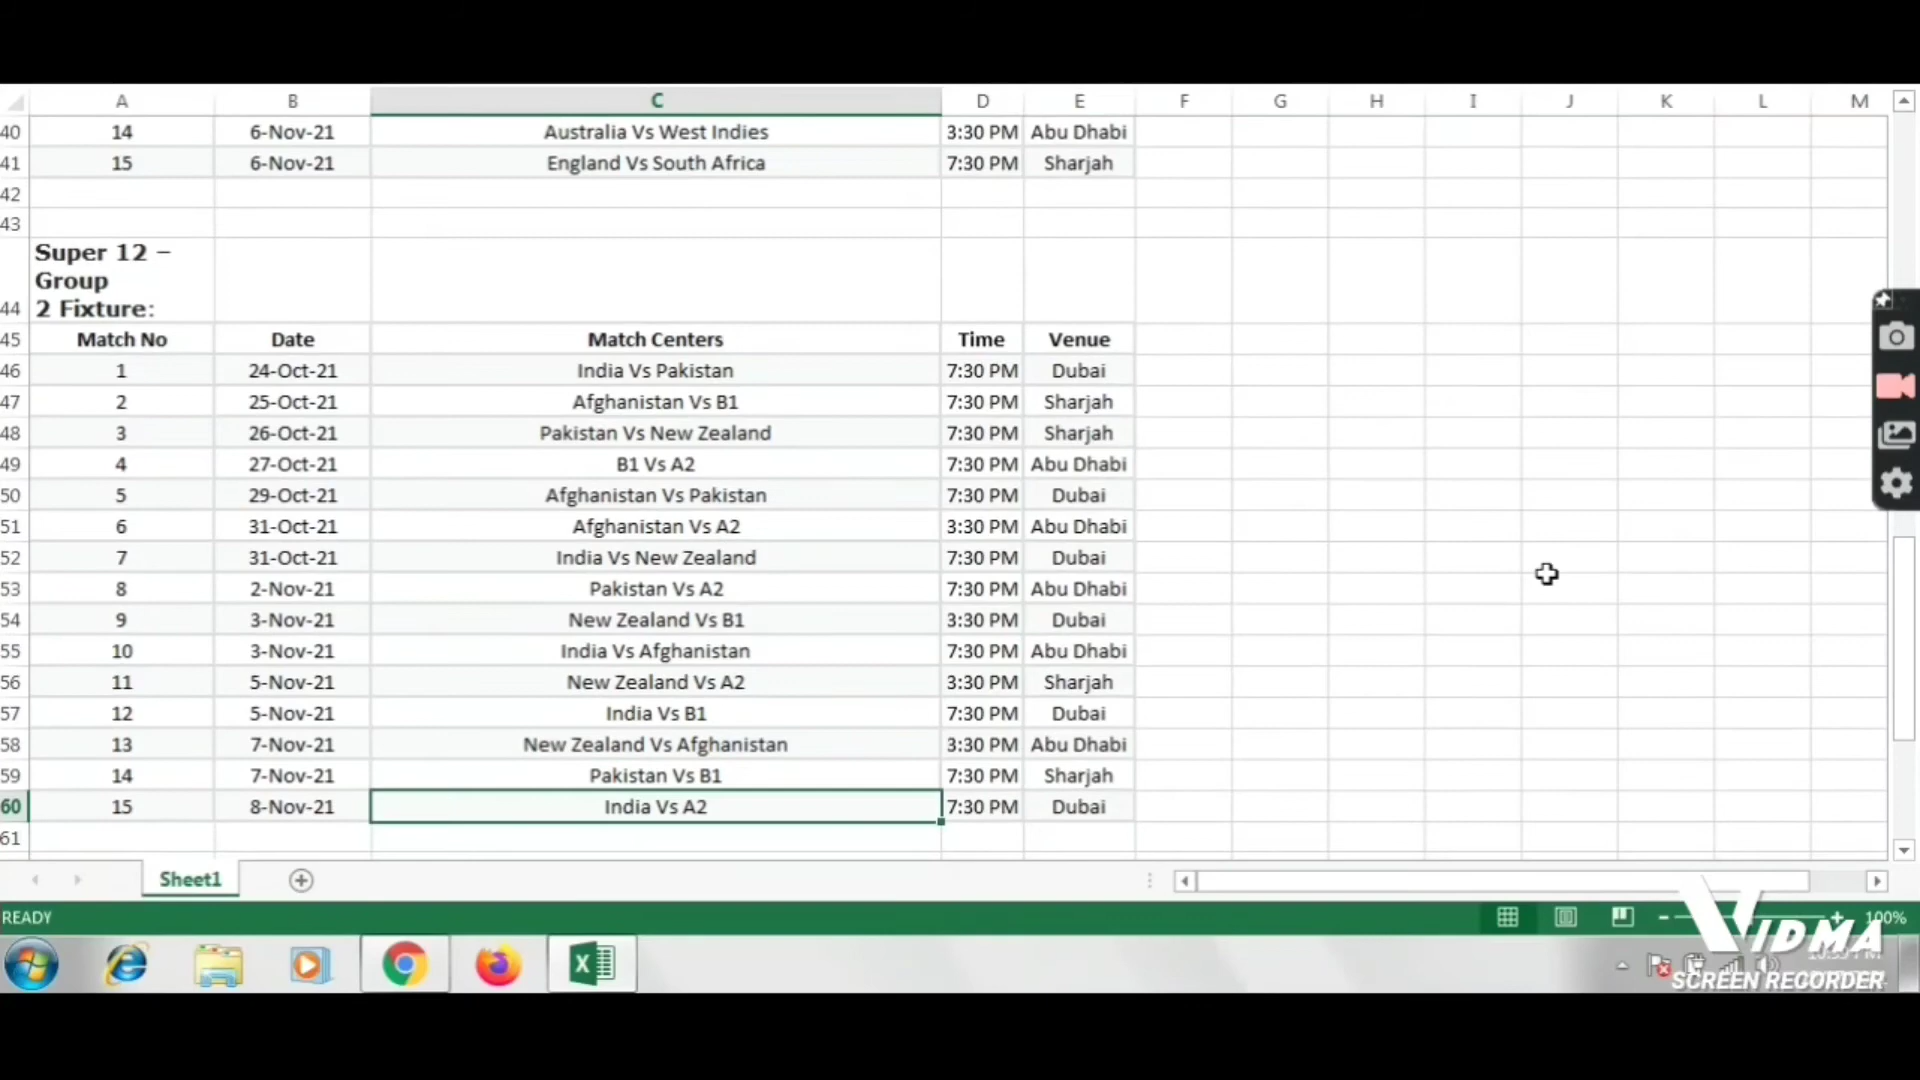 A B C D E F G H I J K L M
40 14 6-Nov-21 Australia Vs West Indies 3:30 PM Abu Dhabi
41 15 6-Nov-21 England Vs South Africa 7:30 PM Sharjah
42
43
Super 12 –
Group
44 2 Fixture:
45 Match No Date Match Centers Time Venue
46 1 24-Oct-21 India Vs Pakistan 7:30 PM Dubai
47 2 25-Oct-21 Afghanistan Vs B1 7:30 PM Sharjah
48 3 26-Oct-21 Pakistan Vs New Zealand 7:30 PM Sharjah
49 4 27-Oct-21 B1 Vs A2 7:30 PM Abu Dhabi
50 5 29-Oct-21 Afghanistan Vs Pakistan 7:30 PM Dubai
51 6 31-Oct-21 Afghanistan Vs A2 3:30 PM Abu Dhabi
52 7 31-Oct-21 India Vs New Zealand 7:30 PM Dubai
53 8 2-Nov-21 Pakistan Vs A2 7:30 PM Abu Dhabi
54 9 3-Nov-21 New Zealand Vs B1 3:30 PM Dubai
55 10 3-Nov-21 India Vs Afghanistan 7:30 PM Abu Dhabi
56 11 5-Nov-21 New Zealand Vs A2 3:30 PM Sharjah
57 12 5-Nov-21 India Vs B1 7:30 PM Dubai
58 13 7-Nov-21 New Zealand Vs Afghanistan 3:30 PM Abu Dhabi
59 14 7-Nov-21 Pakistan Vs B1 7:30 PM Sharjah
60 15 8-Nov-21 India Vs A2 7:30 PM Dubai
61
Sheet1
READY 100%
VIDMA
SCREEN RECORDER